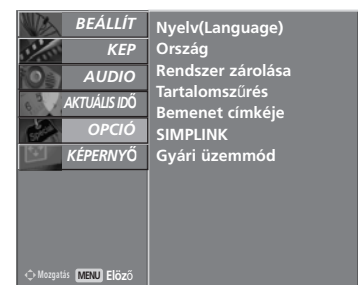 BEÁLLÍT
KEP
AUDIO
AKTUÁLIS IDŐ
OPCIÓ
KÉPERNYŐ
Nyelv(Language)
Ország
Rendszer zárolása
Tartalomszűrés
Bemenet címkéje
SIMPLINK
Gyári üzemmód
Mozgatás MENU Előző